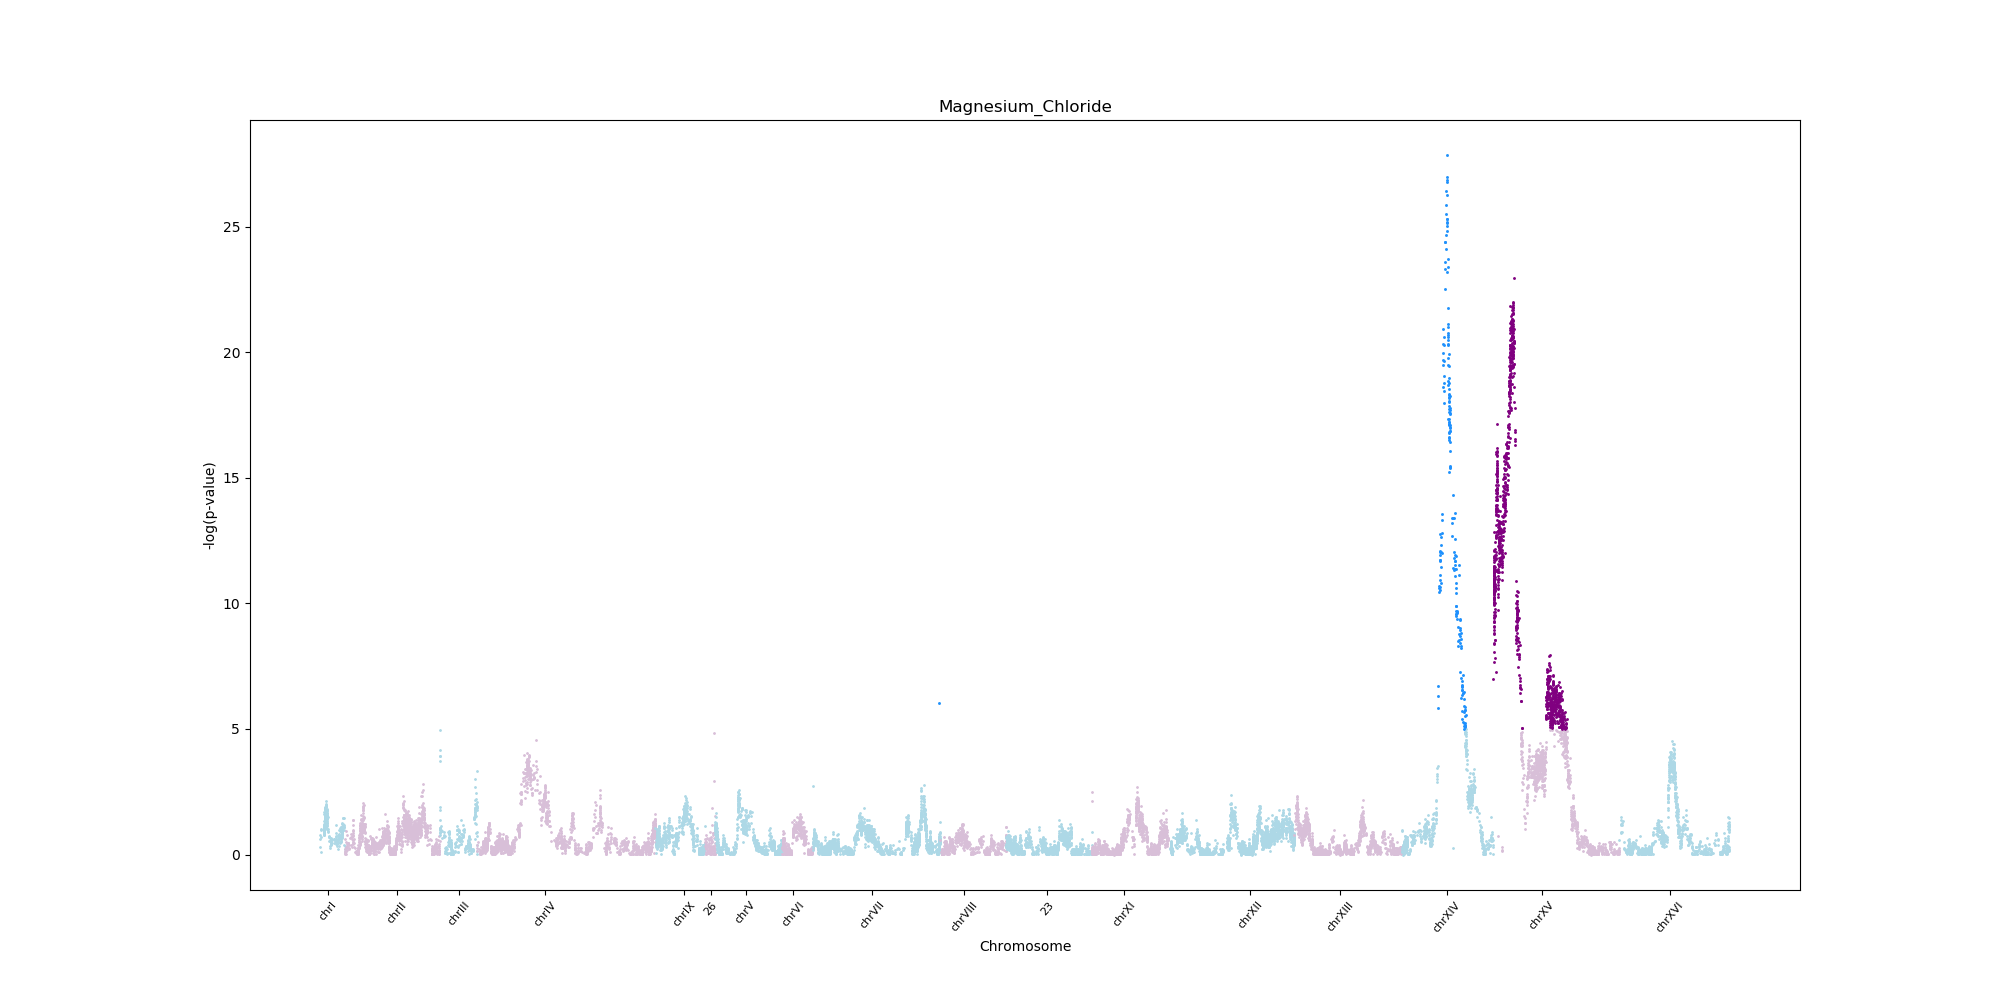 Magnesium_Chloride
-log(p-value)
25
20
15
10
5
0
chrI
chrII
chrIII
chrIV
chrIX
26
chrV
chrVI
chrVII
chrVIII
23
chrXI
chrXII
chrXIII
chrXIV
chrXV
chrXVI
Chromosome